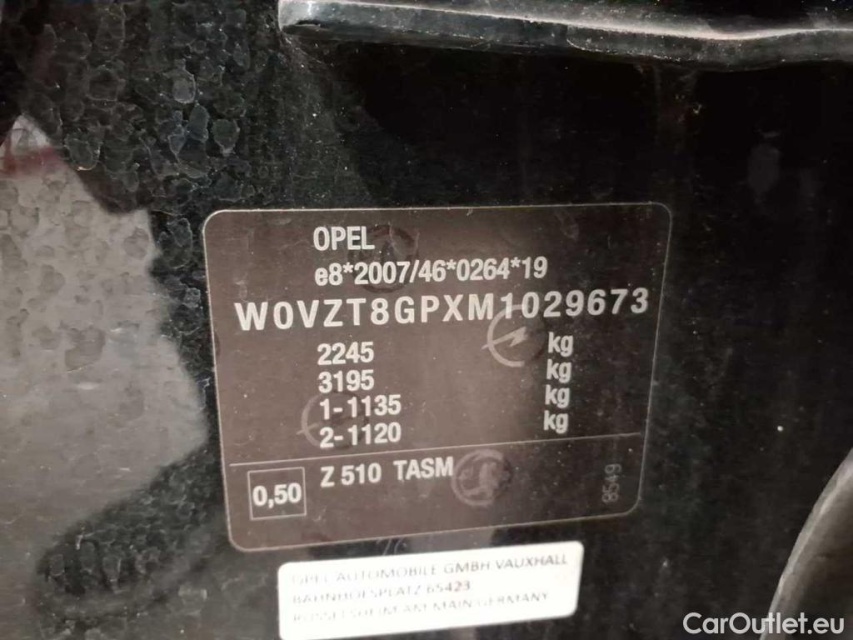 OPEL
e8*2007/46*0264*19
W0VZT8GPXM1029673
2245 kg
3195 kg
1-1135 kg
2-1120 kg
0,50 Z 510 TASM
8549
OPEL AUTOMOBILE GMBH VAUXHALL
BAHNHOFSPLATZ 65423
RUSSELSHEIM AM MAIN GERMANY
CarOutlet.eu